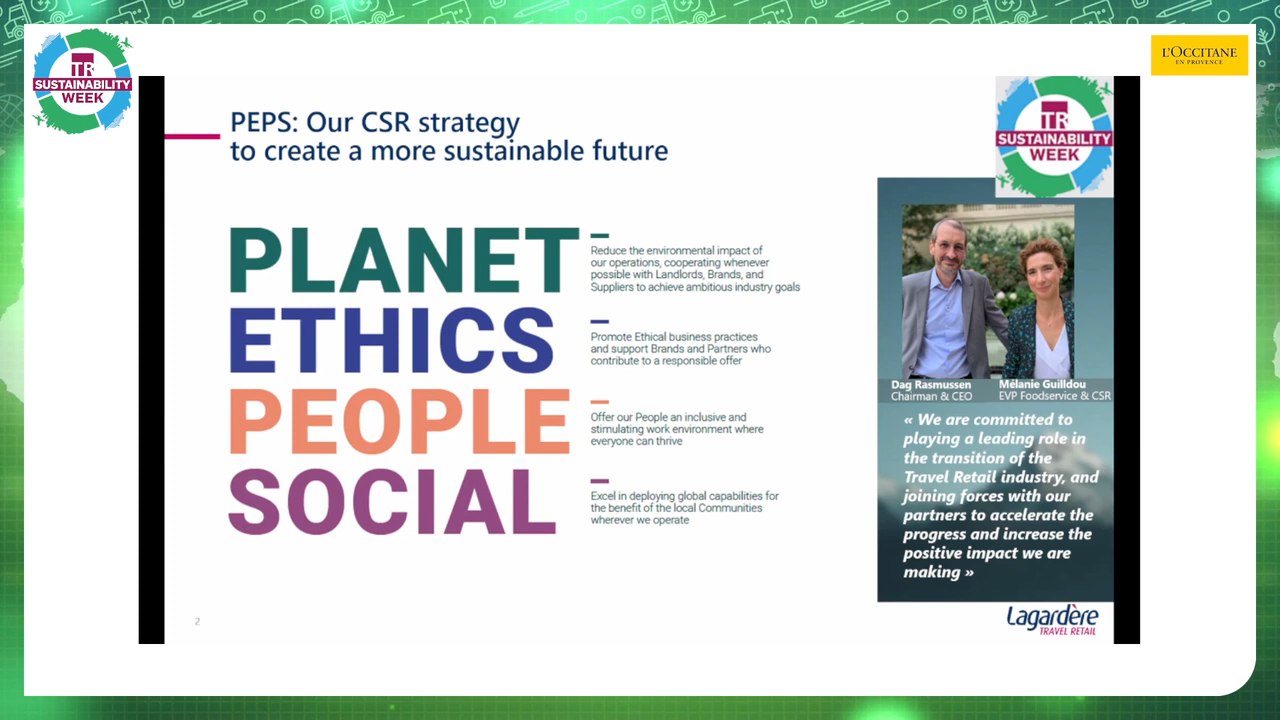 TR
SUSTAINABILITY
WEEK
L'OCCITANE
EN PROVENCE
PEPS: Our CSR strategy
to create a more sustainable future
TR
SUSTAINABILITY
WEEK
PLANET
Reduce the environmental impact of
our operations, cooperating whenever
possible with Landlords, Brands, and
Suppliers to achieve ambitious industry goals
ETHICS
Promote Ethical business practices
and support Brands and Partners who
contribute to a responsible offer
PEOPLE
Offer our People an inclusive and
stimulating work environment where
everyone can thrive
SOCIAL
Excel in deploying global capabilities for
the benefit of the local Communities
wherever we operate
Dag Rasmussen
Chairman & CEO
Mélanie Guilldou
EVP Foodservice & CSR
« We are committed to
playing a leading role in
the transition of the
Travel Retail industry, and
joining forces with our
partners to accelerate the
progress and increase the
positive impact we are
making »
2
Lagardère
TRAVEL RETAIL